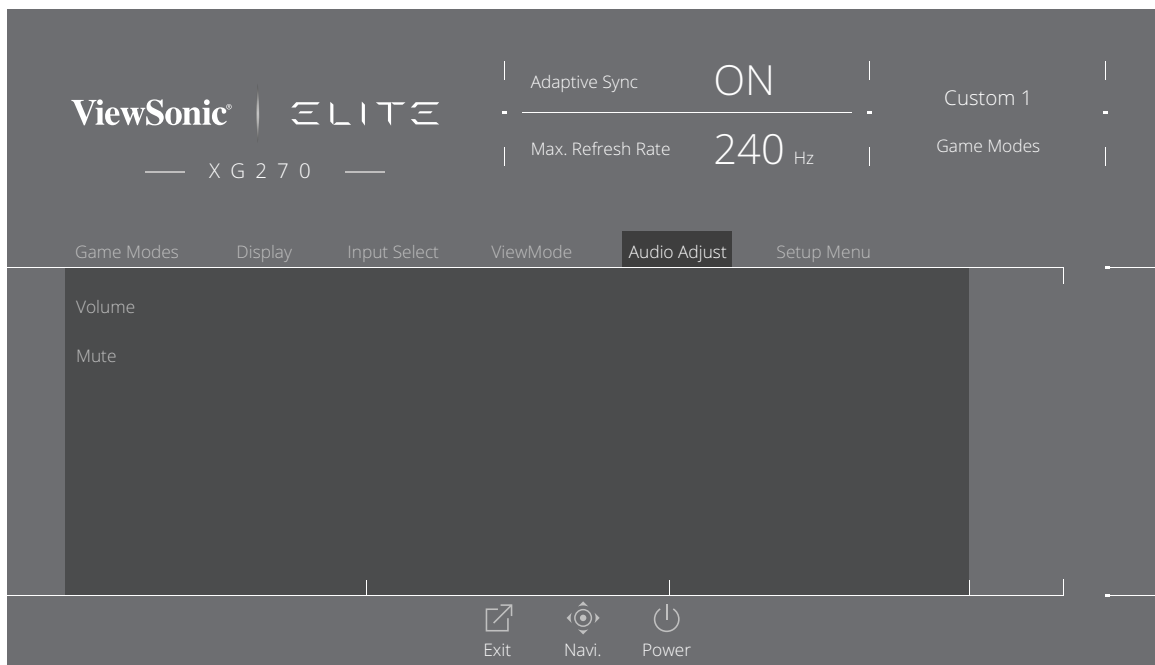 ViewSonic® ELITE
XG270
Adaptive Sync ON
Max. Refresh Rate 240 Hz
Custom 1
Game Modes
Game Modes Display Input Select ViewMode Audio Adjust Setup Menu
Volume
Mute
Exit Navi. Power